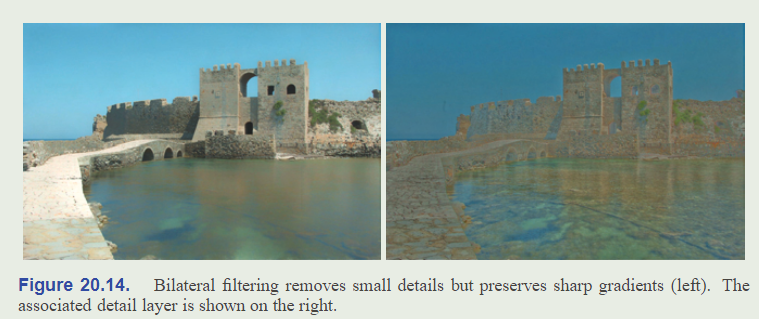 Figure 20.14. Bilateral filtering removes small details but preserves sharp gradients (left). The
associated detail layer is shown on the right.